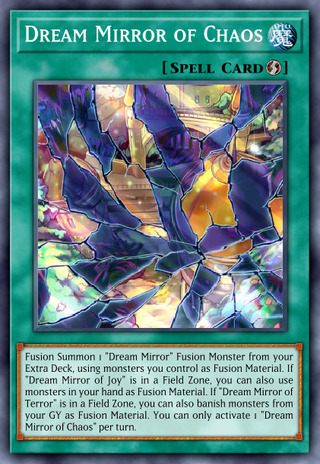 Dream Mirror of Chaos
魔
[Spell Card]
Fusion Summon 1 "Dream Mirror" Fusion Monster from your
Extra Deck, using monsters you control as Fusion Material. If
"Dream Mirror of Joy" is in a Field Zone, you can also use
monsters in your hand as Fusion Material. If "Dream Mirror of
Terror" is in a Field Zone, you can also banish monsters from
your GY as Fusion Material. You can only activate 1 "Dream
Mirror of Chaos" per turn.